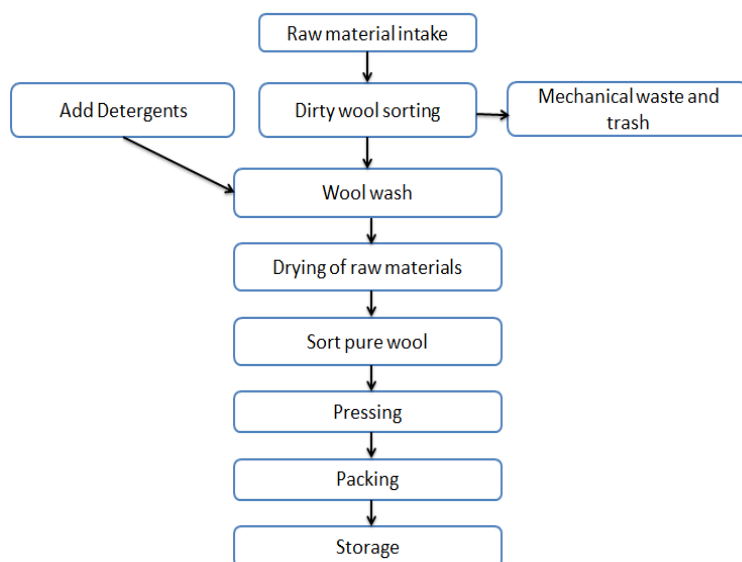 Raw material intake
Add Detergents
Dirty wool sorting
Mechanical waste and
trash
Wool wash
Drying of raw materials
Sort pure wool
Pressing
Packing
Storage